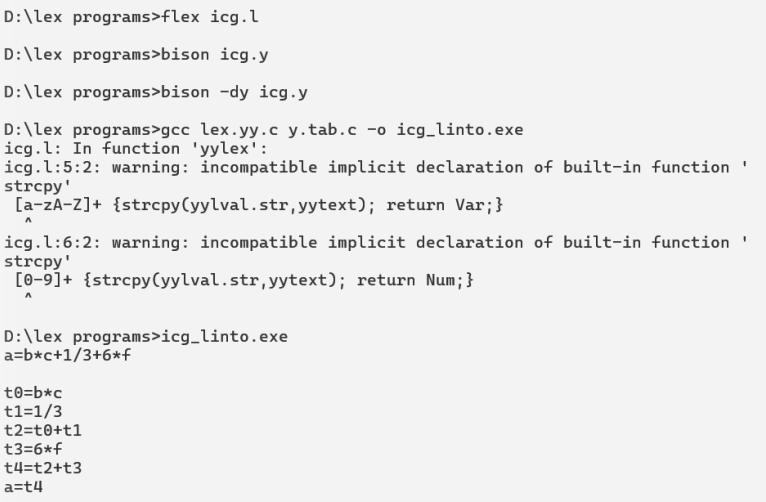 D:\lex programs>flex icg.l
D:\lex programs>bison icg.y
D:\lex programs>bison -dy icg.y
D:\lex programs>gcc lex.yy.c y.tab.c -o icg_linto.exe
icg.l: In function 'yylex':
icg.l:5:2: warning: incompatible implicit declaration of built-in function '
strcpy'
 [a-zA-Z]+ {strcpy(yylval.str,yytext); return Var;}
  ^
icg.l:6:2: warning: incompatible implicit declaration of built-in function '
strcpy'
 [0-9]+ {strcpy(yylval.str,yytext); return Num;}
  ^
D:\lex programs>icg_linto.exe
a=b*c+1/3+6*f
t0=b*c
t1=1/3
t2=t0+t1
t3=6*f
t4=t2+t3
a=t4